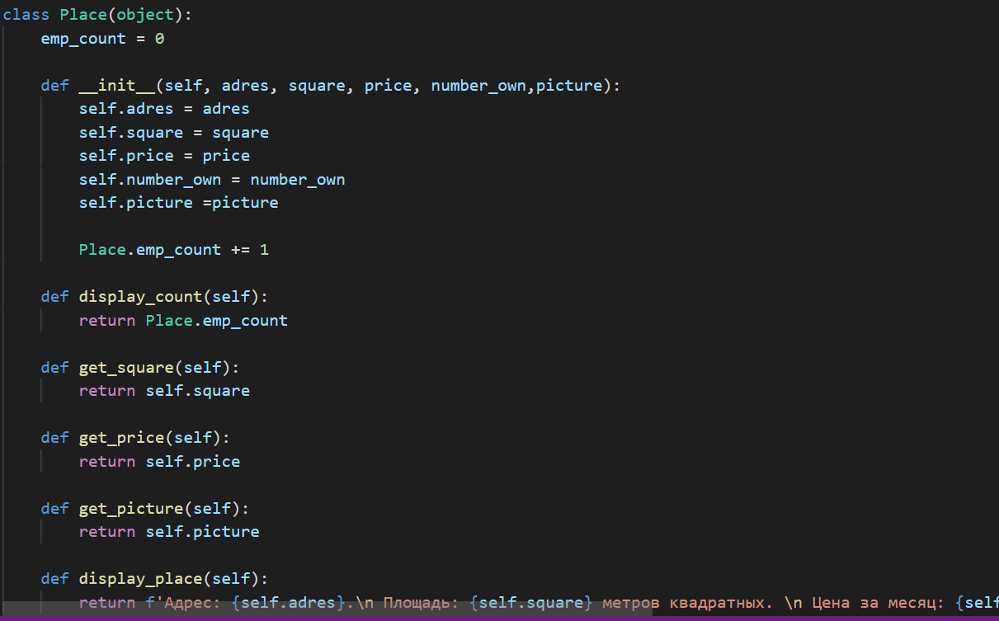 class Place(object):
    emp_count = 0

    def __init__(self, adres, square, price, number_own,picture):
        self.adres = adres
        self.square = square
        self.price = price
        self.number_own = number_own
        self.picture =picture

        Place.emp_count += 1

    def display_count(self):
        return Place.emp_count

    def get_square(self):
        return self.square

    def get_price(self):
        return self.price

    def get_picture(self):
        return self.picture

    def display_place(self):
        return f'Адрес: {self.adres}.\n Площадь: {self.square} метров квадратных. \n Цена за месяц: {self